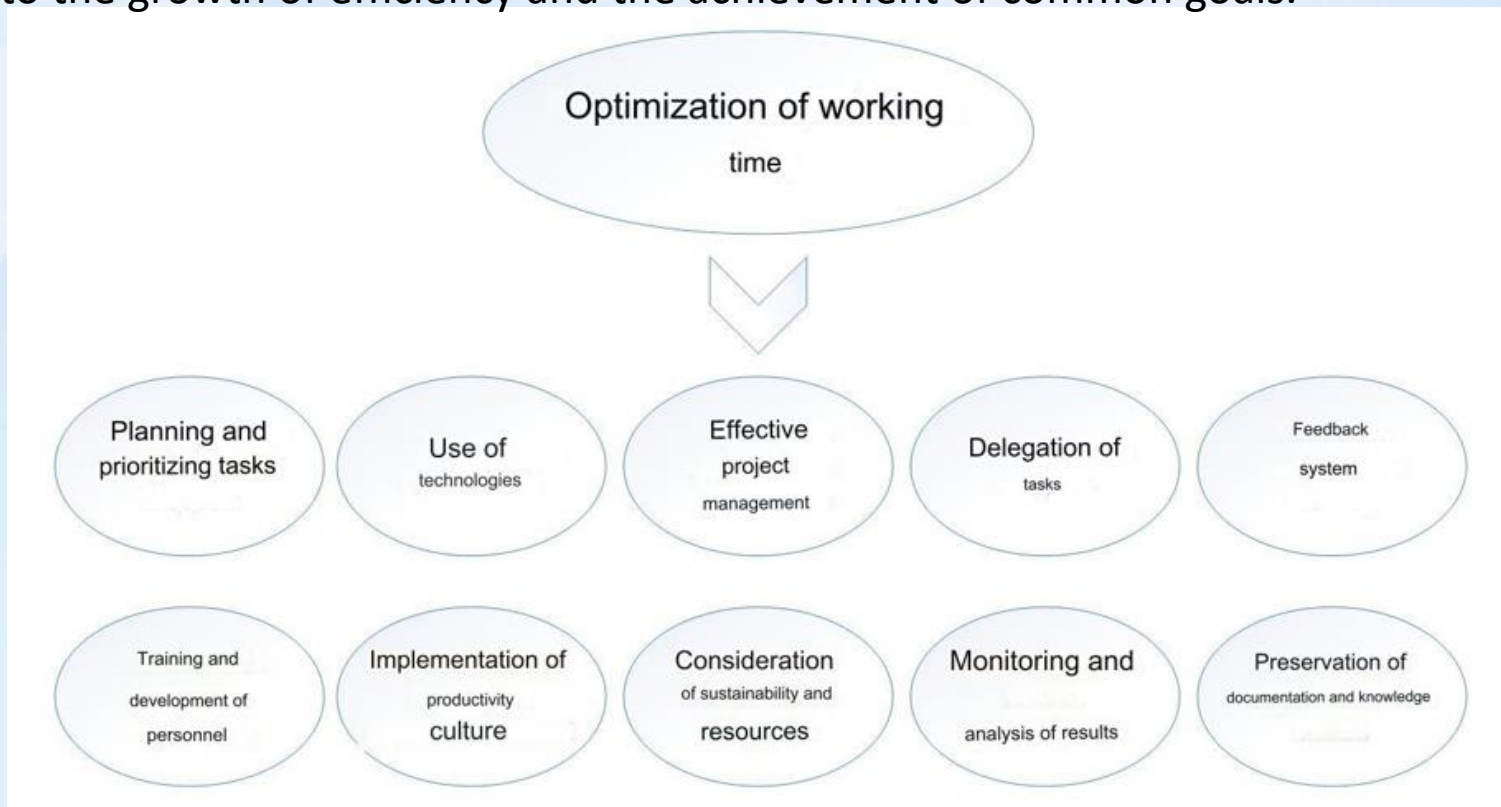 to the growth of efficiency and the achievement of common goals.
Optimization of working
time
Planning and
prioritizing tasks
Use of
technologies
Effective
project
management
Delegation of
tasks
Feedback
system
Training and
development of
personnel
Implementation of
productivity
culture
Consideration
of sustainability and
resources
Monitoring and
analysis of results
Preservation of
documentation and knowledge